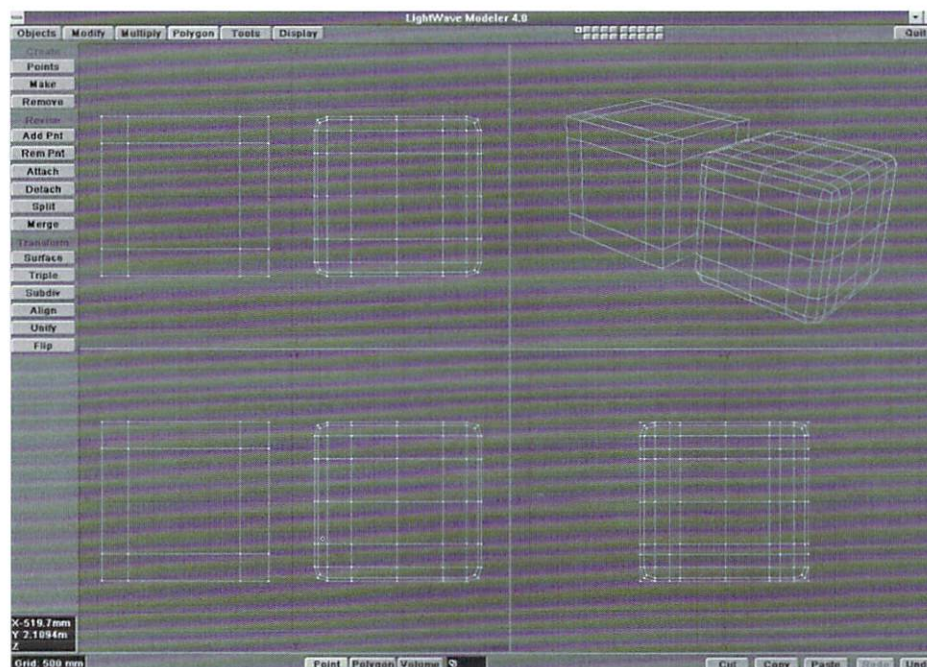 LightWave Modeler 4.0
Objects Modify Multiply Polygon Tools Display Quit
Create
Points
Make
Remove
Revise
Add Pnt
Rem Pnt
Attach
Detach
Split
Merge
Transform
Surface
Triple
Subdiv
Align
Unify
Flip
X-519.7mm
Y 2.1094m
Z
Grid: 500 mm Point Polygon Volume Cut Copy Paste Redo Undo